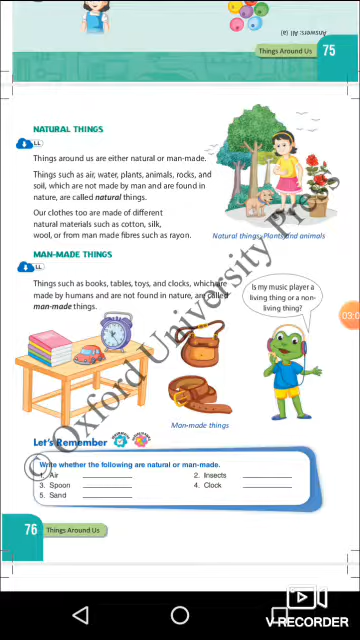 Answers: All (a)
Things Around Us 75
NATURAL THINGS
LL
Things around us are either natural or man-made.
Things such as air, water, plants, animals, rocks, and
soil, which are not made by man and are found in
nature, are called natural things.
Our clothes too are made of different
natural materials such as cotton, silk,
wool, or from man made fibres such as rayon.
Natural things: Plants and animals
MAN-MADE THINGS
LL
Things such as books, tables, toys, and clocks, which are
made by humans and are not found in nature, are called
man-made things.
Is my music player a
living thing or a non-
living thing?
03:0
Man-made things
© Oxford University Press
Let's Remember
Write whether the following are natural or man-made.
1. Air ________ 2. Insects ________
3. Spoon ________ 4. Clock ________
5. Sand ________
76 Things Around Us
V-RECORDER